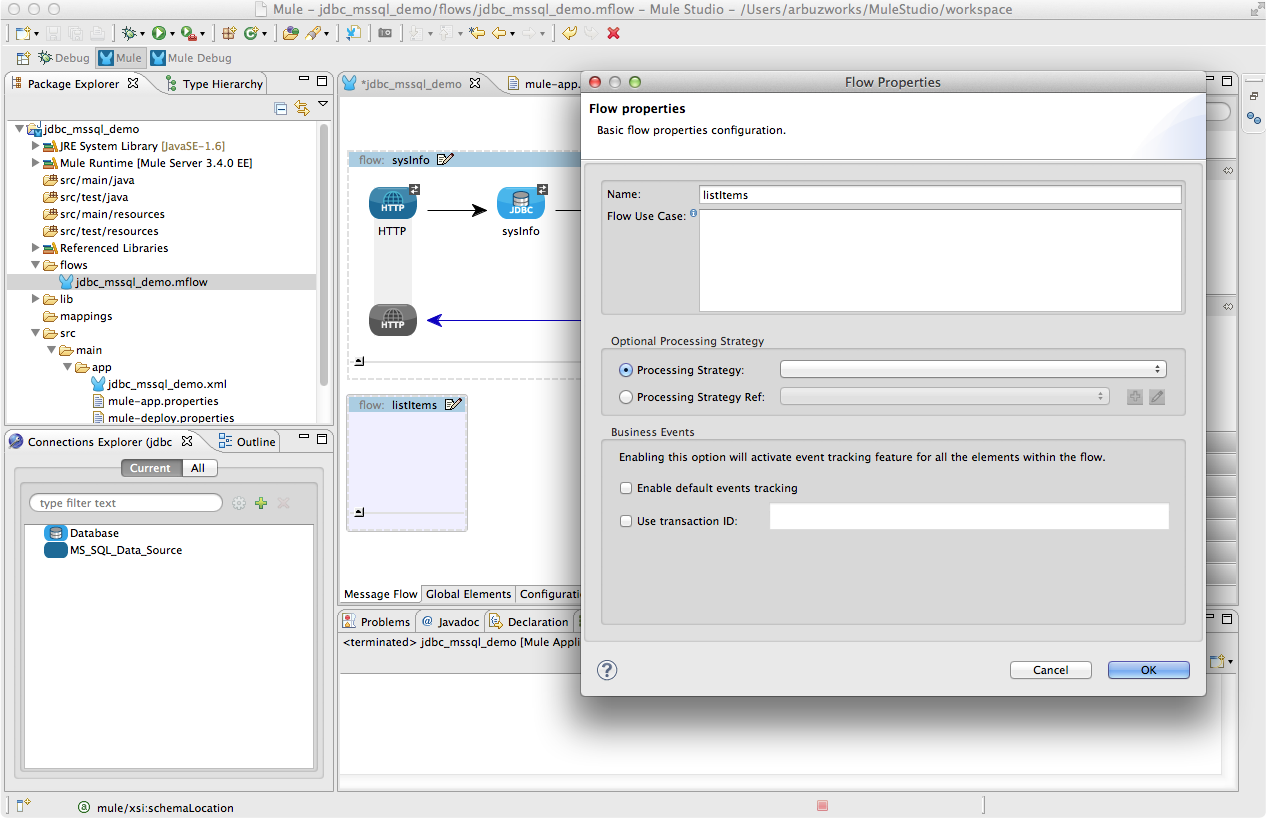 Mule – jdbc_mssql_demo/flows/jdbc_mssql_demo.mflow – Mule Studio – /Users/arbuzworks/MuleStudio/workspace
Debug Mule Mule Debug
Package Explorer Type Hierarchy
jdbc_mssql_demo
JRE System Library [JavaSE-1.6]
Mule Runtime [Mule Server 3.4.0 EE]
src/main/java
src/test/java
src/main/resources
src/test/resources
Referenced Libraries
flows
jdbc_mssql_demo.mflow
lib
mappings
src
main
app
jdbc_mssql_demo.xml
mule-app.properties
mule-deploy.properties
Connections Explorer (jdbc Outline
Current All
type filter text
Database
MS_SQL_Data_Source
*jdbc_mssql_demo mule-app.
flow: sysInfo
HTTP JDBC
HTTP sysInfo
HTTP
flow: listItems
Message Flow Global Elements Configurati
Problems @ Javadoc Declaration
<terminated> jdbc_mssql_demo [Mule Appli
Flow Properties
Flow properties
Basic flow properties configuration.
Name: listItems
Flow Use Case:
Optional Processing Strategy
Processing Strategy:
Processing Strategy Ref:
Business Events
Enabling this option will activate event tracking feature for all the elements within the flow.
Enable default events tracking
Use transaction ID:
? Cancel OK
mule/xsi:schemaLocation